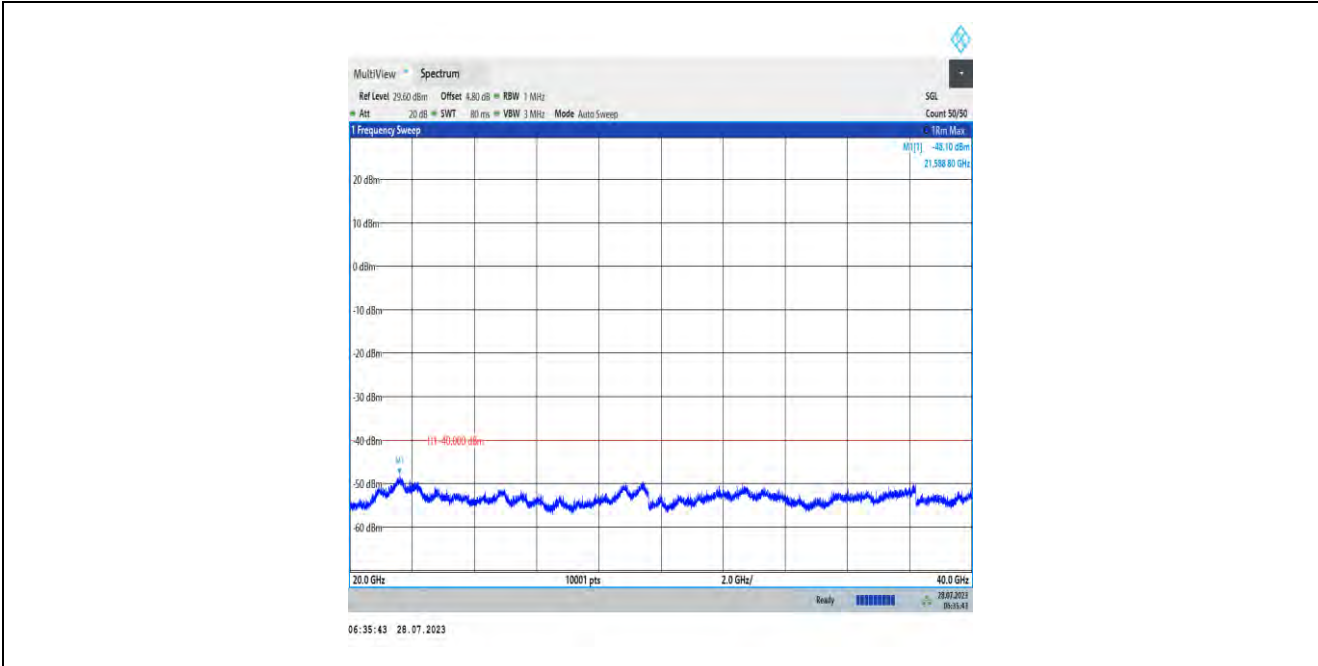 MultiView Spectrum
Ref Level 29.60 dBm Offset 4.80 dB RBW 1 MHz SGL
Att 20 dB SWT 80 ms VBW 3 MHz Mode Auto Sweep Count 50/50
1 Frequency Sweep 1Rm Max
M1[1] -48.10 dBm
21.588 80 GHz
20 dBm
10 dBm
0 dBm
-10 dBm
-20 dBm
-30 dBm
-40 dBm H1 -40.000 dBm
M1
-50 dBm
-60 dBm
20.0 GHz 10001 pts 2.0 GHz/ 40.0 GHz
Ready 28.07.2023
06:35:43
06:35:43 28.07.2023